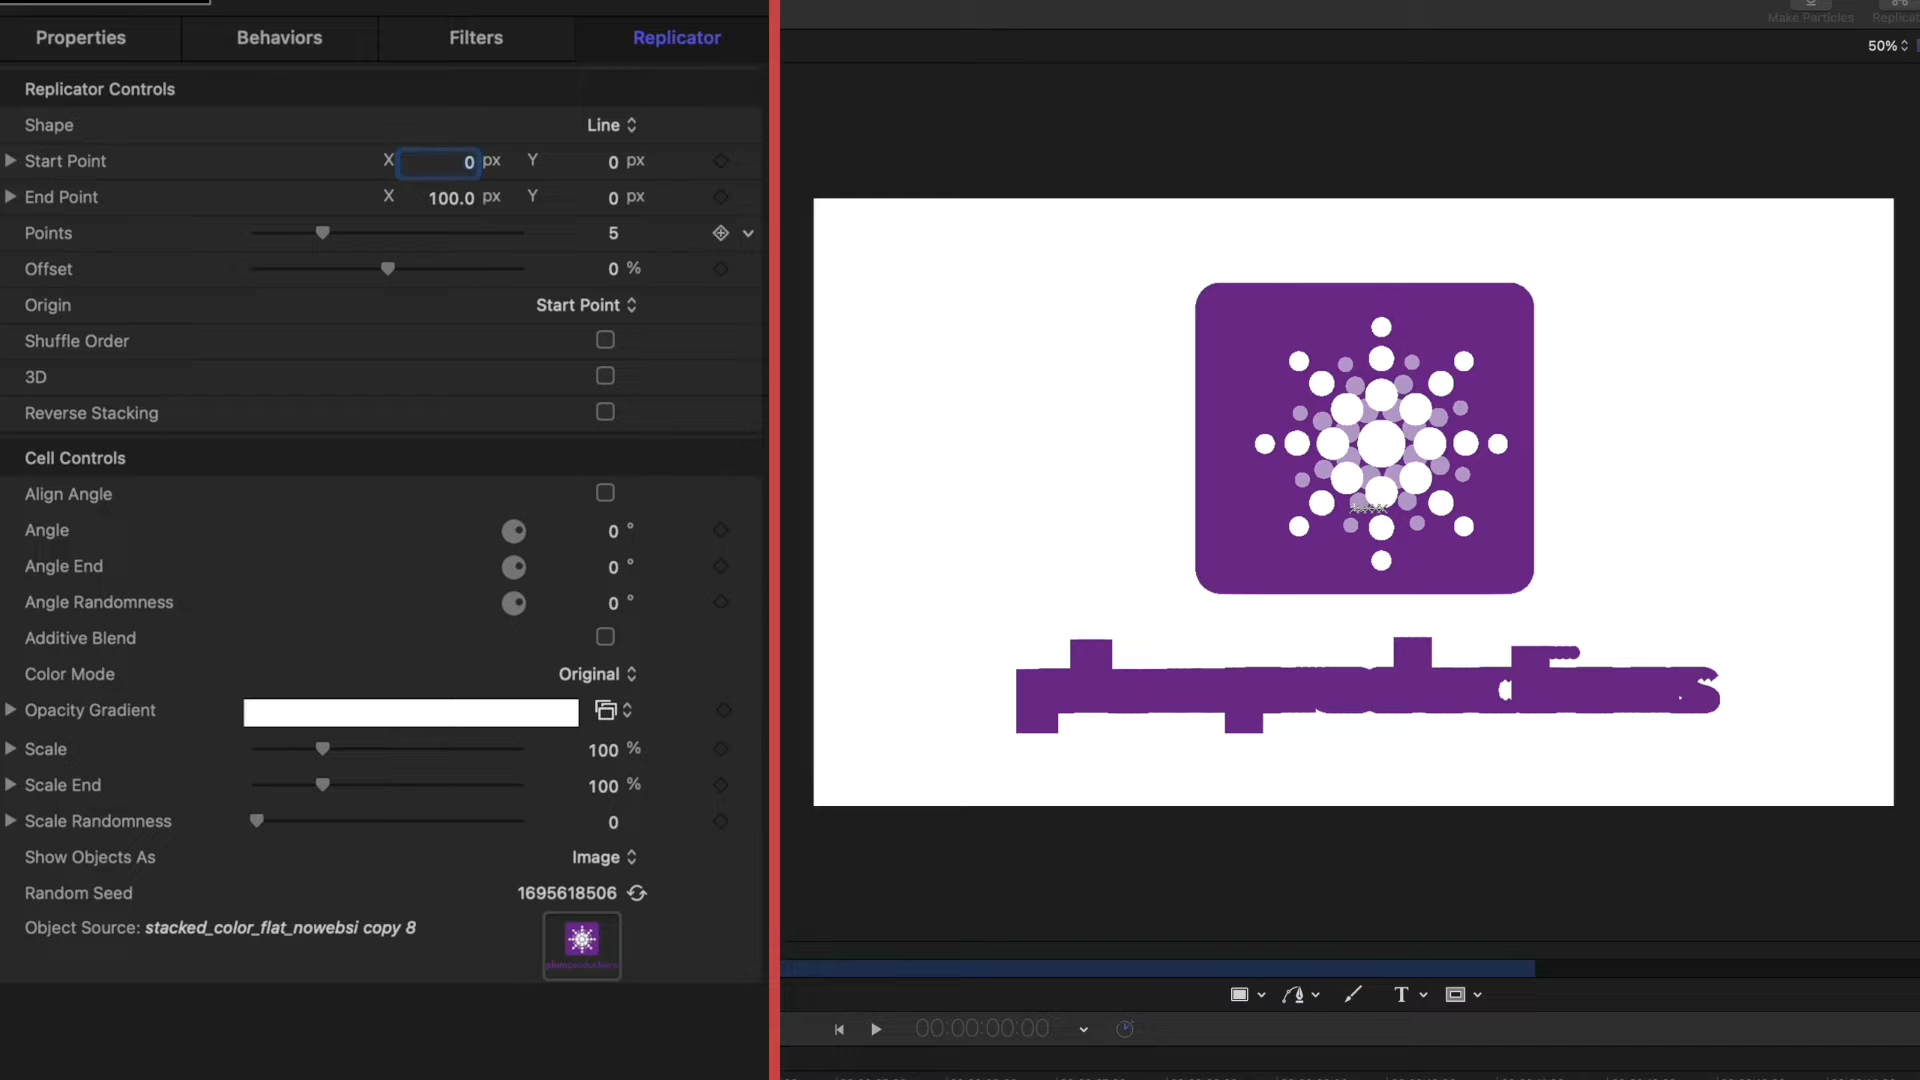 Properties
Behaviors
Filters
Replicator
Make Particles
Replicat
50%
Replicator Controls
Shape Line
Start Point X 0 px Y 0 px
End Point X 100.0 px Y 0 px
Points 5
Offset 0 %
Origin Start Point
Shuffle Order
3D
Reverse Stacking
Cell Controls
Align Angle
Angle 0 °
Angle End 0 °
Angle Randomness 0 °
Additive Blend
Color Mode Original
Opacity Gradient
Scale 100 %
Scale End 100 %
Scale Randomness 0
Show Objects As Image
Random Seed 1695618506
Object Source: stacked_color_flat_nowebsi copy 8
T
00:00:00:00